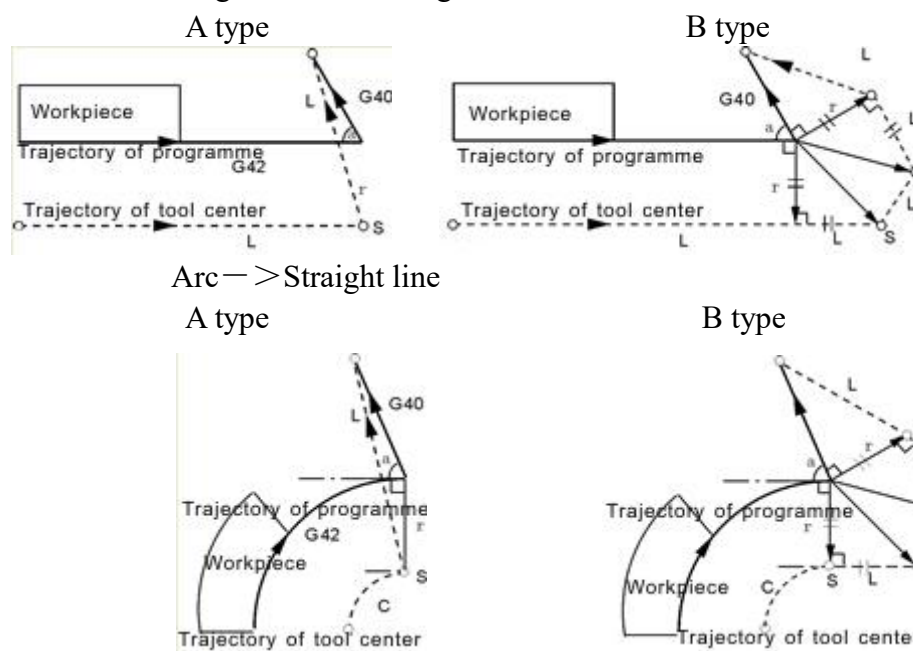 A type B type
L L
G40 G40 r
Workpiece Workpiece a L
a
Trajectory of programme Trajectory of programme
G42
r r L
Trajectory of tool center Trajectory of tool center
S S
L L L
Arc－＞Straight line
A type B type
L
G40
L
a a r
Trajectory of programme Trajectory of programme
G42 r r
Workpiece S S L
Workpiece
C C
Trajectory of tool center Trajectory of tool cente